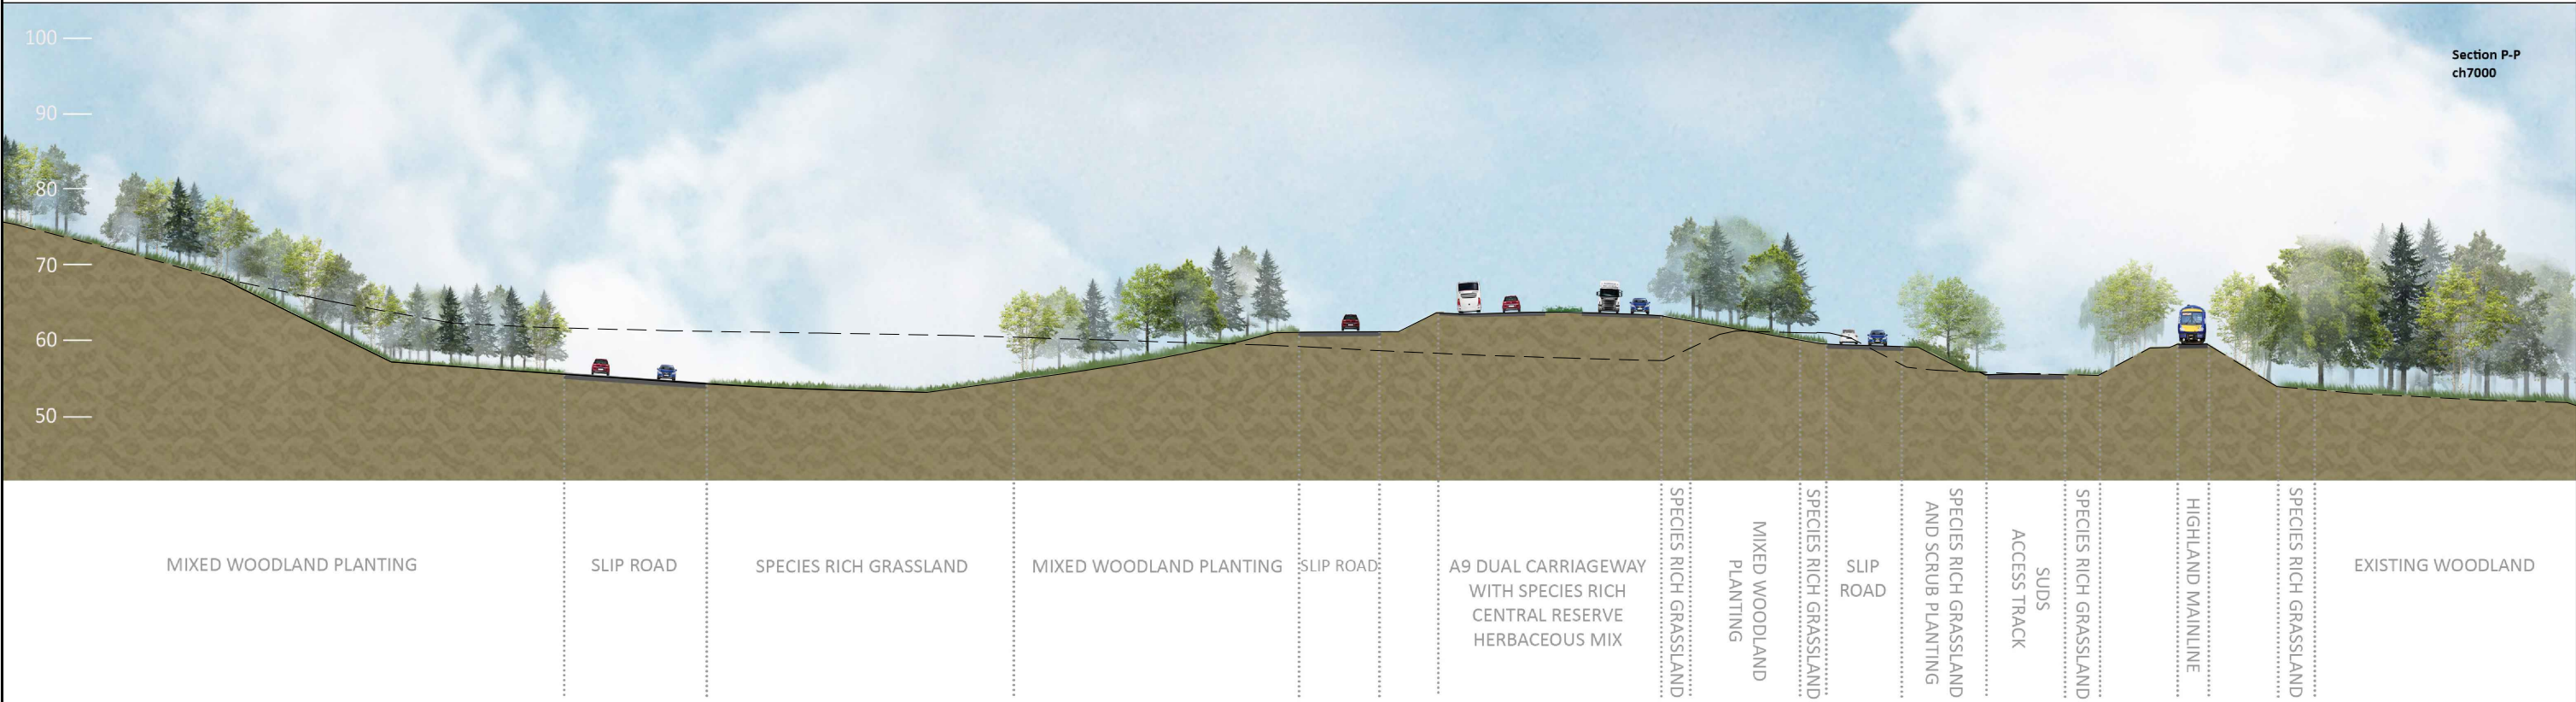 100
90
80
70
60
50
Section P-P
ch7000
MIXED WOODLAND PLANTING
SLIP ROAD
SPECIES RICH GRASSLAND
MIXED WOODLAND PLANTING
SLIP ROAD
A9 DUAL CARRIAGEWAY
WITH SPECIES RICH
CENTRAL RESERVE
HERBACEOUS MIX
SPECIES RICH GRASSLAND
MIXED WOODLAND
PLANTING
SPECIES RICH GRASSLAND
SLIP
ROAD
SPECIES RICH GRASSLAND
AND SCRUB PLANTING
SUDS
ACCESS TRACK
SPECIES RICH GRASSLAND
HIGHLAND MAINLINE
SPECIES RICH GRASSLAND
EXISTING WOODLAND